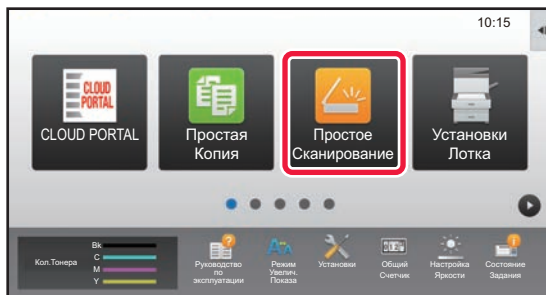 10:15
CLOUD
PORTAL
CLOUD PORTAL
Простая
Копия
Простое
Сканирование
Установки
Лотка
Кол.Тонера
Bk
C
M
Y
Руководство
по
эксплуатации
Режим
Увелич.
Показа
Установки
Общий
Счетчик
Настройка
Яркости
Состояние
Задания